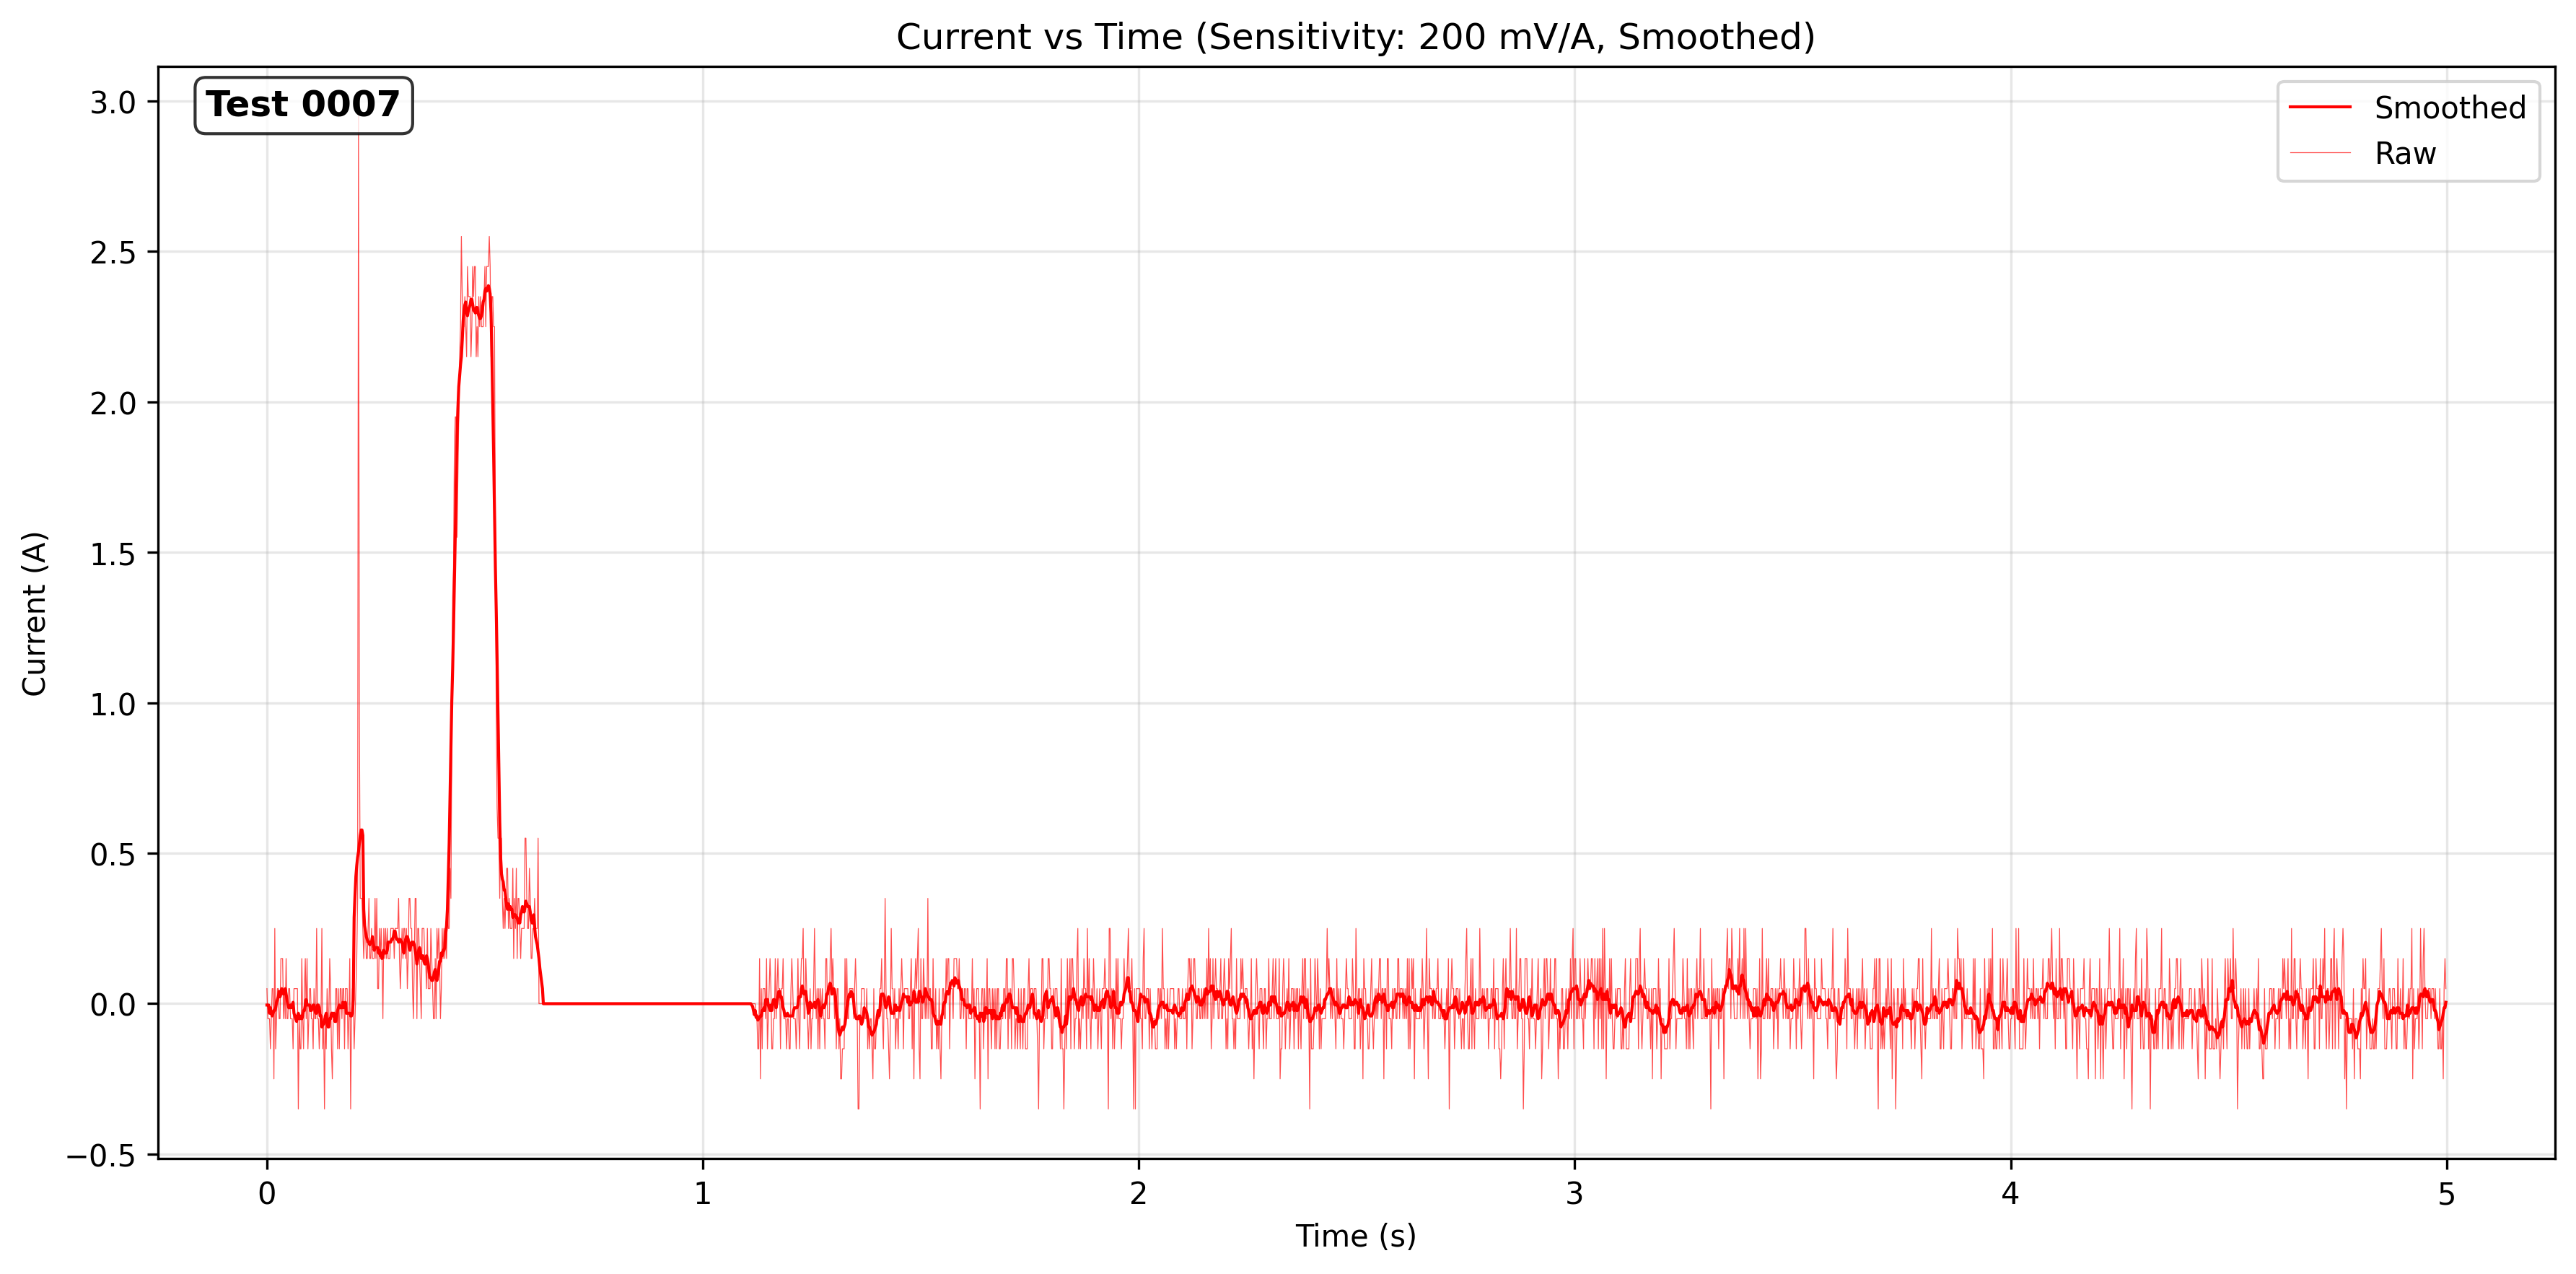 Current vs Time (Sensitivity: 200 mV/A, Smoothed)
Test 0007
Smoothed
Raw
3.0
2.5
2.0
1.5
1.0
0.5
0.0
−0.5
Current (A)
0 1 2 3 4 5
Time (s)